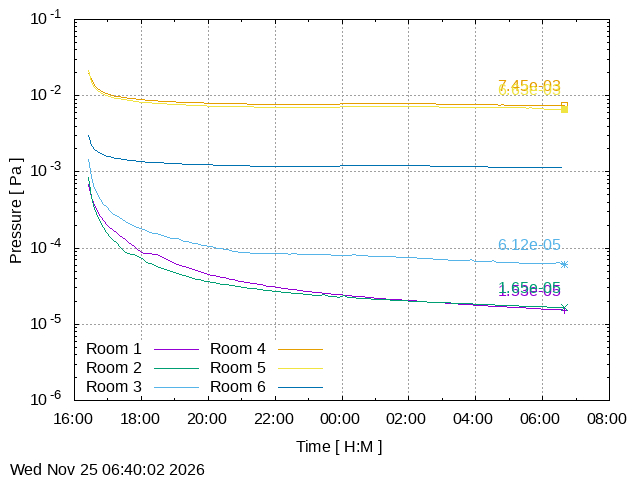 10^-1
10^-2
10^-3
10^-4
10^-5
10^-6
Pressure [ Pa ]
7.45e-03
6.12e-05
1.65e-05
1.53e-05
Room 1 Room 4
Room 2 Room 5
Room 3 Room 6
16:00 18:00 20:00 22:00 00:00 02:00 04:00 06:00 08:00
Time [ H:M ]
Wed Nov 25 06:40:02 2026